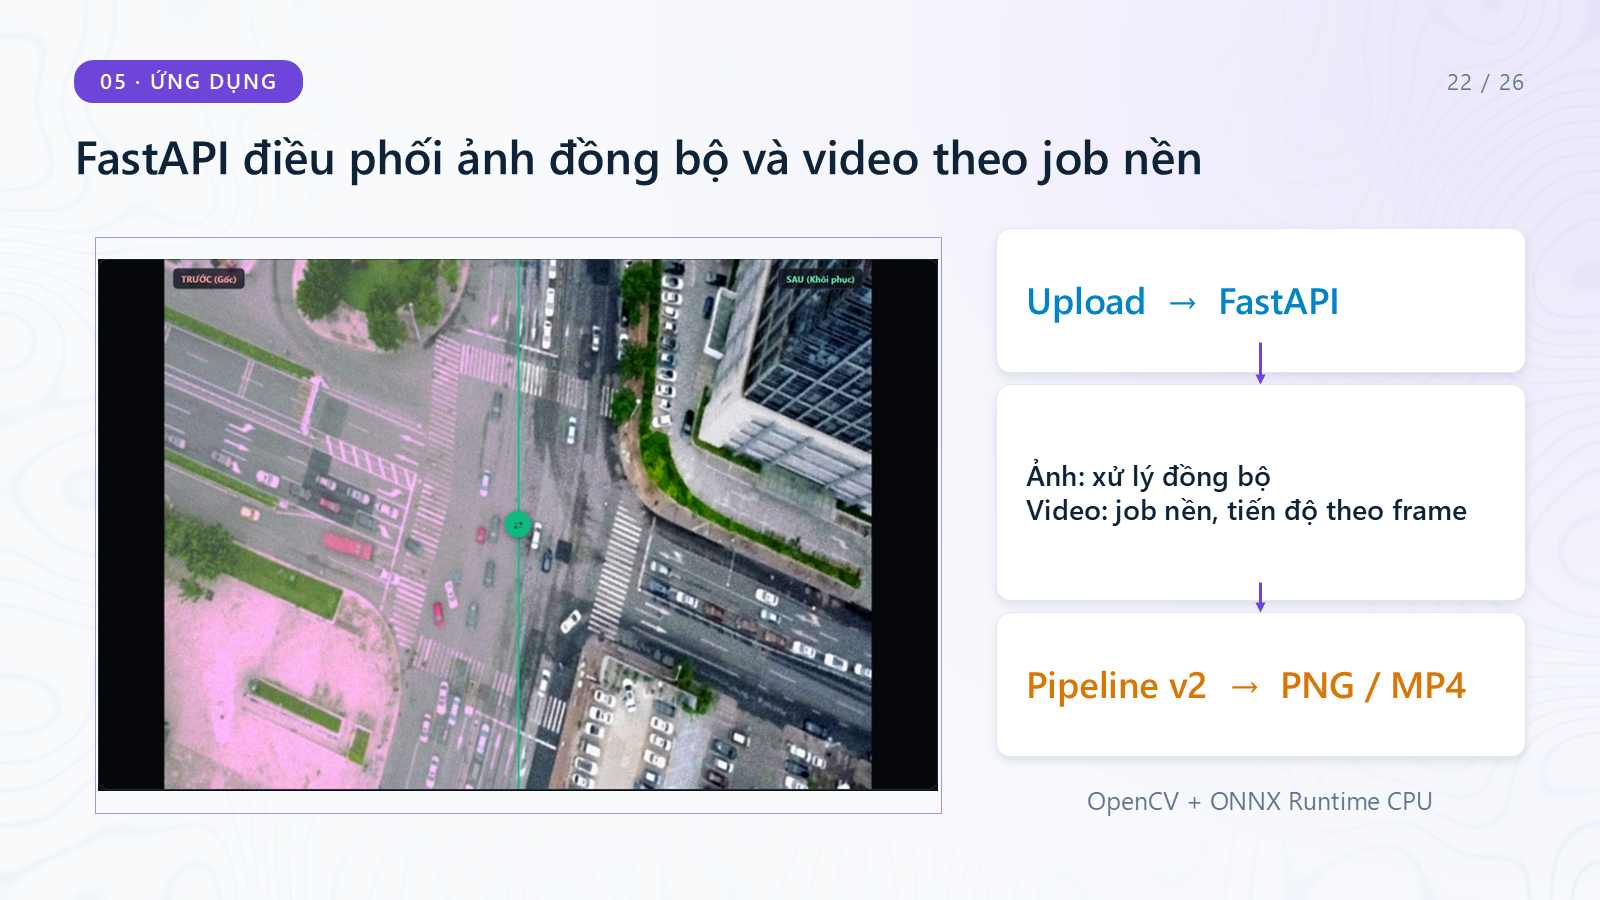 05 · ỨNG DỤNG
22 / 26
FastAPI điều phối ảnh đồng bộ và video theo job nền
TRƯỚC (Gốc)
SAU (Khôi phục)
Upload → FastAPI
Ảnh: xử lý đồng bộ
Video: job nền, tiến độ theo frame
Pipeline v2 → PNG / MP4
OpenCV + ONNX Runtime CPU